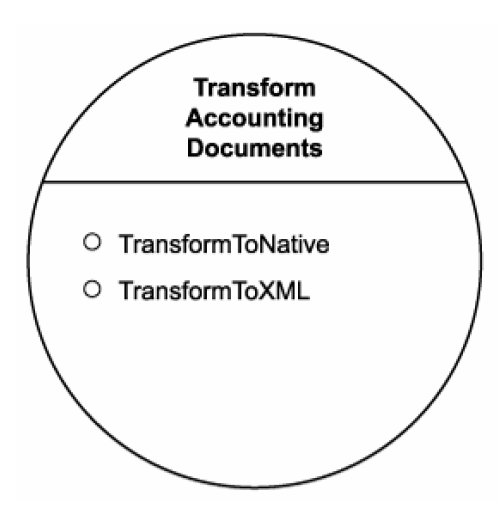 Transform
Accounting
Documents
TransformToNative
TransformToXML